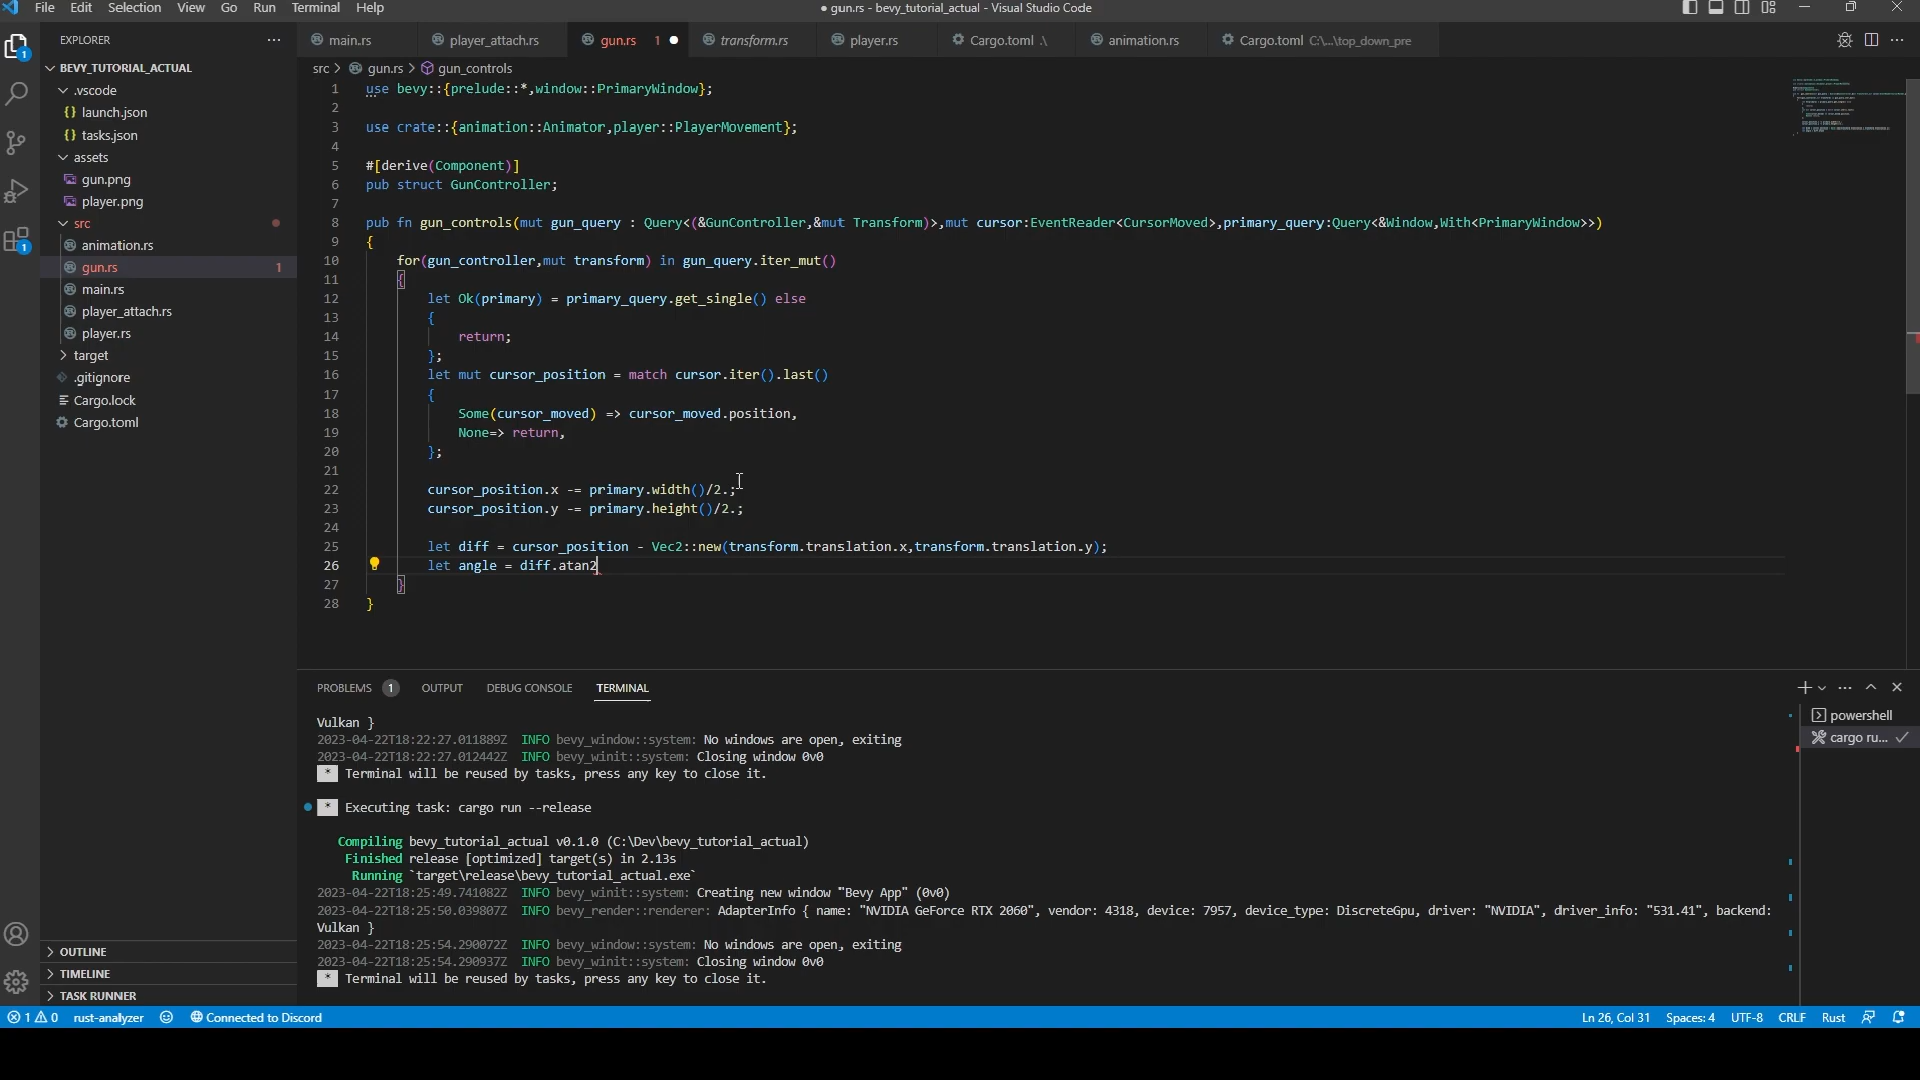 File Edit Selection View Go Run Terminal Help
● gun.rs - bevy_tutorial_actual - Visual Studio Code
EXPLORER
main.rs player_attach.rs gun.rs 1 transform.rs player.rs Cargo.toml .\ animation.rs Cargo.toml C:\...\top_down_pre
BEVY_TUTORIAL_ACTUAL
.vscode
launch.json
tasks.json
assets
gun.png
player.png
src
animation.rs
gun.rs 1
main.rs
player_attach.rs
player.rs
target
.gitignore
Cargo.lock
Cargo.toml
OUTLINE
TIMELINE
TASK RUNNER
src > gun.rs > gun_controls
1 use bevy::{prelude::*,window::PrimaryWindow};
2
3 use crate::{animation::Animator,player::PlayerMovement};
4
5 #[derive(Component)]
6 pub struct GunController;
7
8 pub fn gun_controls(mut gun_query : Query<(&GunController,&mut Transform)>,mut cursor:EventReader<CursorMoved>,primary_query:Query<&Window,With<PrimaryWindow>>)
9 {
10 for(gun_controller,mut transform) in gun_query.iter_mut()
11 {
12 let Ok(primary) = primary_query.get_single() else
13 {
14 return;
15 };
16 let mut cursor_position = match cursor.iter().last()
17 {
18 Some(cursor_moved) => cursor_moved.position,
19 None=> return,
20 };
21
22 cursor_position.x -= primary.width()/2.;
23 cursor_position.y -= primary.height()/2.;
24
25 let diff = cursor_position - Vec2::new(transform.translation.x,transform.translation.y);
26 let angle = diff.atan2
27 }
28 }
PROBLEMS 1 OUTPUT DEBUG CONSOLE TERMINAL
Vulkan }
2023-04-22T18:22:27.011889Z INFO bevy_window::system: No windows are open, exiting
2023-04-22T18:22:27.012442Z INFO bevy_winit::system: Closing window 0v0
* Terminal will be reused by tasks, press any key to close it.
* Executing task: cargo run --release
Compiling bevy_tutorial_actual v0.1.0 (C:\Dev\bevy_tutorial_actual)
Finished release [optimized] target(s) in 2.13s
Running `target\release\bevy_tutorial_actual.exe`
2023-04-22T18:25:49.741082Z INFO bevy_winit::system: Creating new window "Bevy App" (0v0)
2023-04-22T18:25:50.039807Z INFO bevy_render::renderer: AdapterInfo { name: "NVIDIA GeForce RTX 2060", vendor: 4318, device: 7957, device_type: DiscreteGpu, driver: "NVIDIA", driver_info: "531.41", backend:
Vulkan }
2023-04-22T18:25:54.290072Z INFO bevy_window::system: No windows are open, exiting
2023-04-22T18:25:54.290937Z INFO bevy_winit::system: Closing window 0v0
* Terminal will be reused by tasks, press any key to close it.
powershell
cargo ru...
1 0 rust-analyzer Connected to Discord
Ln 26, Col 31 Spaces: 4 UTF-8 CRLF Rust